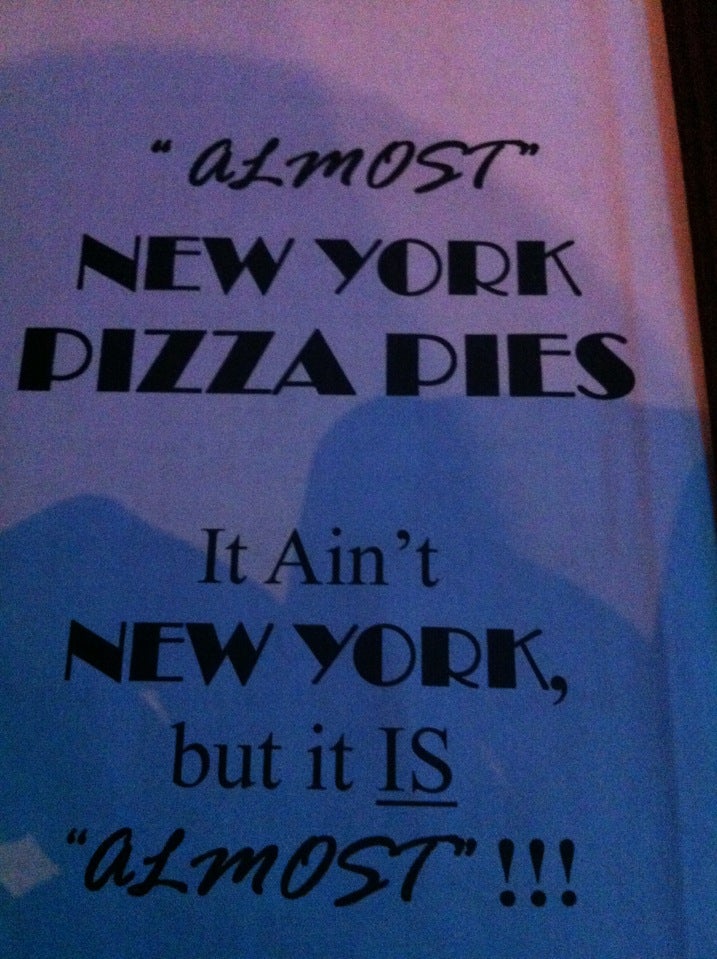 “ALMOST”
NEW YORK
PIZZA PIES
It Ain’t
NEW YORK,
but it IS
“ALMOST” !!!